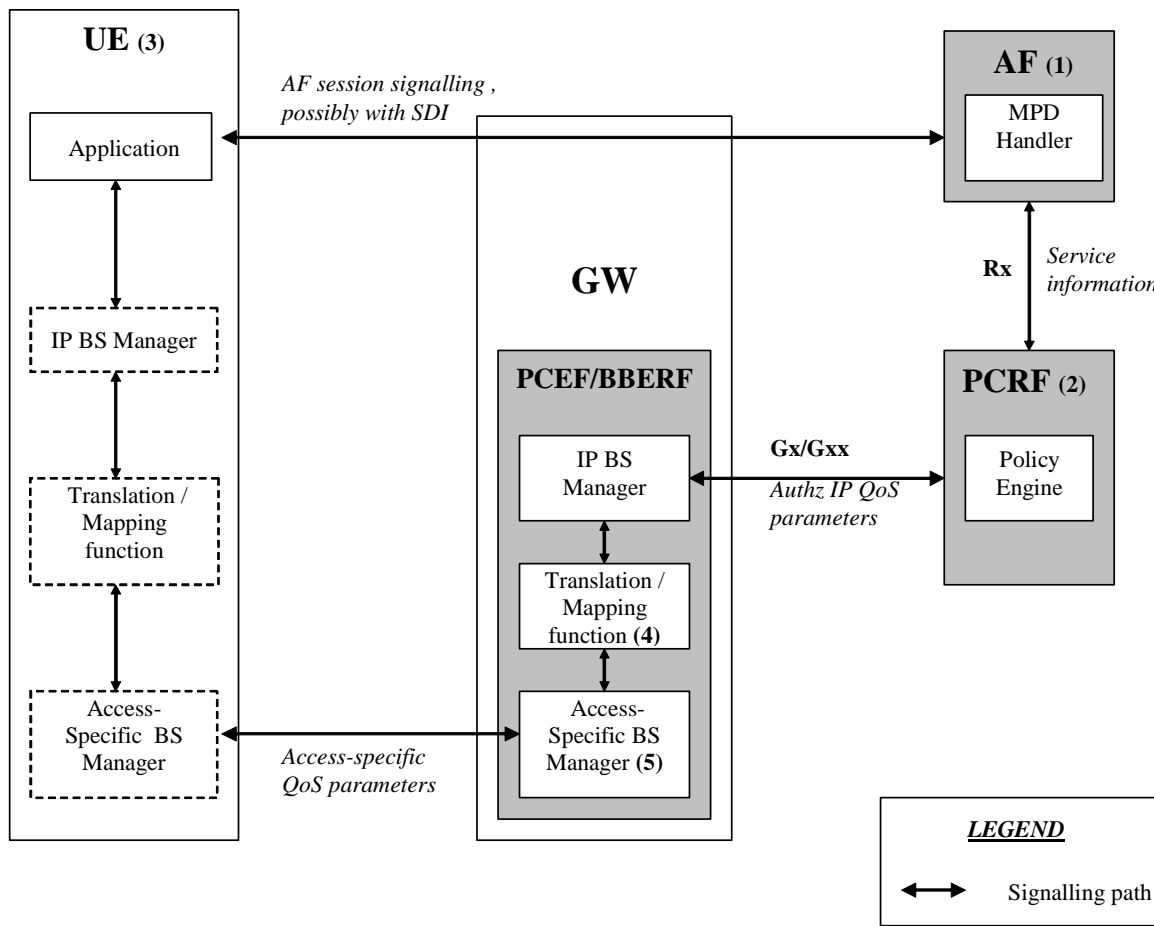 UE (3)
AF (1)
AF session signalling ,
possibly with SDI
MPD
Handler
Application
GW
Rx
Service
information
IP BS Manager
PCEF/BBERF
PCRF (2)
IP BS
Manager
Gx/Gxx
Authz IP QoS
parameters
Policy
Engine
Translation /
Mapping
function
Translation /
Mapping
function (4)
Access-
Specific BS
Manager
Access-specific
QoS parameters
Access-
Specific BS
Manager (5)
LEGEND
Signalling path